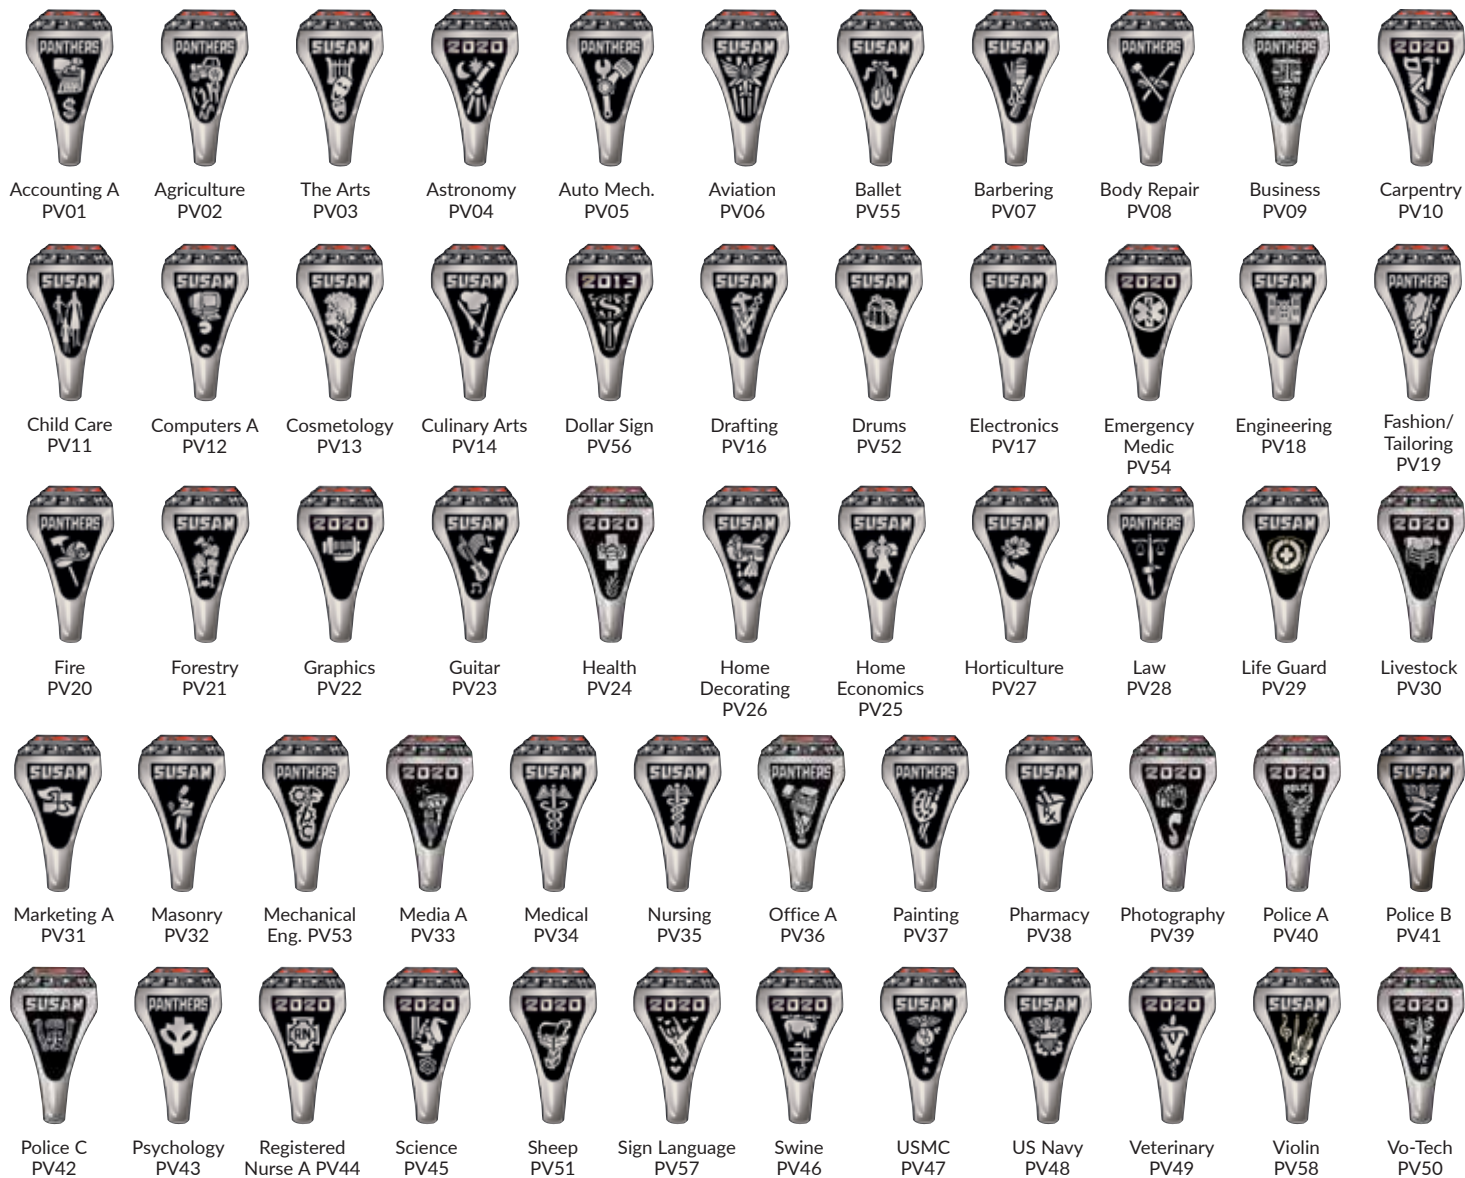 PANTHERS PANTHERS SUSAN 2020 PANTHERS SUSAN SUSAN SUSAN PANTHERS PANTHERS 2020
$
Accounting A Agriculture The Arts Astronomy Auto Mech. Aviation Ballet Barbering Body Repair Business Carpentry
PV01 PV02 PV03 PV04 PV05 PV06 PV55 PV07 PV08 PV09 PV10
SUSAN SUSAN SUSAN SUSAN 2013 SUSAN SUSAN SUSAN 2020 SUSAN PANTHERS
Child Care Computers A Cosmetology Culinary Arts Dollar Sign Drafting Drums Electronics Emergency Engineering Fashion/
PV11 PV12 PV13 PV14 PV56 PV16 PV52 PV17 Medic PV18 Tailoring
PV54 PV19
PANTHERS SUSAN 2020 SUSAN 2020 SUSAN SUSAN SUSAN PANTHERS SUSAN 2020
Fire Forestry Graphics Guitar Health Home Home Horticulture Law Life Guard Livestock
PV20 PV21 PV22 PV23 PV24 Decorating Economics PV27 PV28 PV29 PV30
PV26 PV25
SUSAN SUSAN PANTHERS 2020 SUSAN SUSAN PANTHERS PANTHERS SUSAN 2020 2020 SUSAN
POLICE
RX
N
Marketing A Masonry Mechanical Media A Medical Nursing Office A Painting Pharmacy Photography Police A Police B
PV31 PV32 Eng. PV53 PV33 PV34 PV35 PV36 PV37 PV38 PV39 PV40 PV41
SUSAN PANTHERS 2020 2020 2020 2020 2020 2020 SUSAN 2020 SUSAN 2020
RN V
Police C Psychology Registered Science Sheep Sign Language Swine USMC US Navy Veterinary Violin Vo-Tech
PV42 PV43 Nurse A PV44 PV45 PV51 PV57 PV46 PV47 PV48 PV49 PV58 PV50